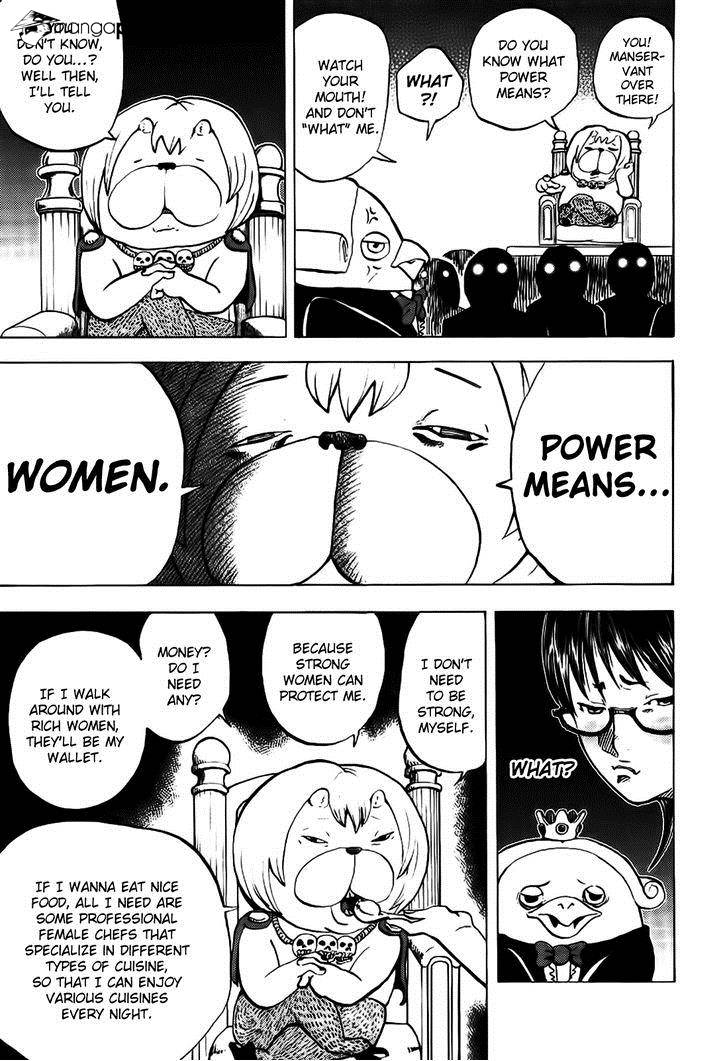 YOU!
MANSER-
VANT
OVER
THERE!
DO YOU
KNOW WHAT
POWER
MEANS?
WHAT
?!
WATCH
YOUR
MOUTH!
AND DON'T
"WHAT" ME.
YOU
DON'T KNOW,
DO YOU...?
WELL THEN,
I'LL TELL
YOU.
POWER
MEANS...
WOMEN.
WHAT?
I DON'T
NEED
TO BE
STRONG,
MYSELF.
BECAUSE
STRONG
WOMEN CAN
PROTECT ME.
MONEY?
DO I
NEED
ANY?
IF I WALK
AROUND WITH
RICH WOMEN,
THEY'LL BE MY
WALLET.
IF I WANNA EAT NICE
FOOD, ALL I NEED ARE
SOME PROFESSIONAL
FEMALE CHEFS THAT
SPECIALIZE IN DIFFERENT
TYPES OF CUISINE,
SO THAT I CAN ENJOY
VARIOUS CUISINES
EVERY NIGHT.